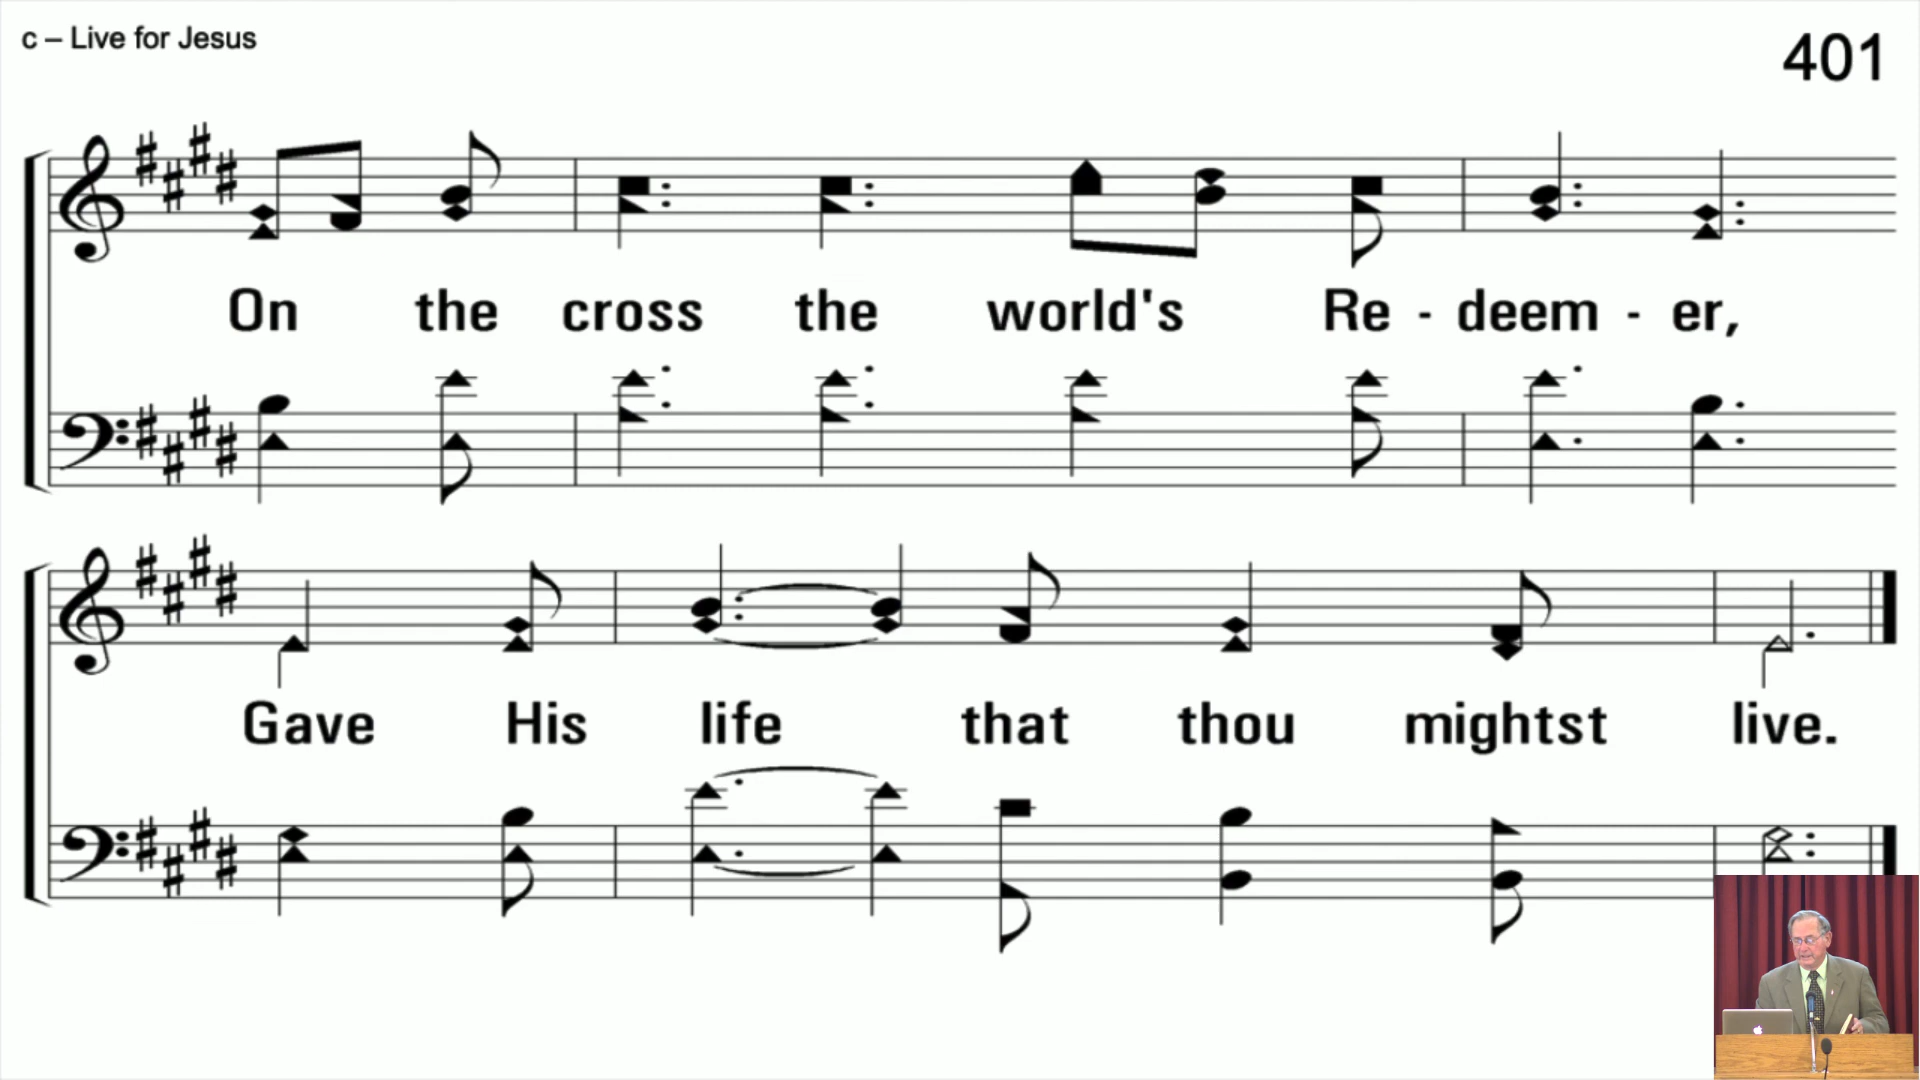 c – Live for Jesus
401
On the cross the world's Re - deem - er,
Gave His life that thou mightst live.